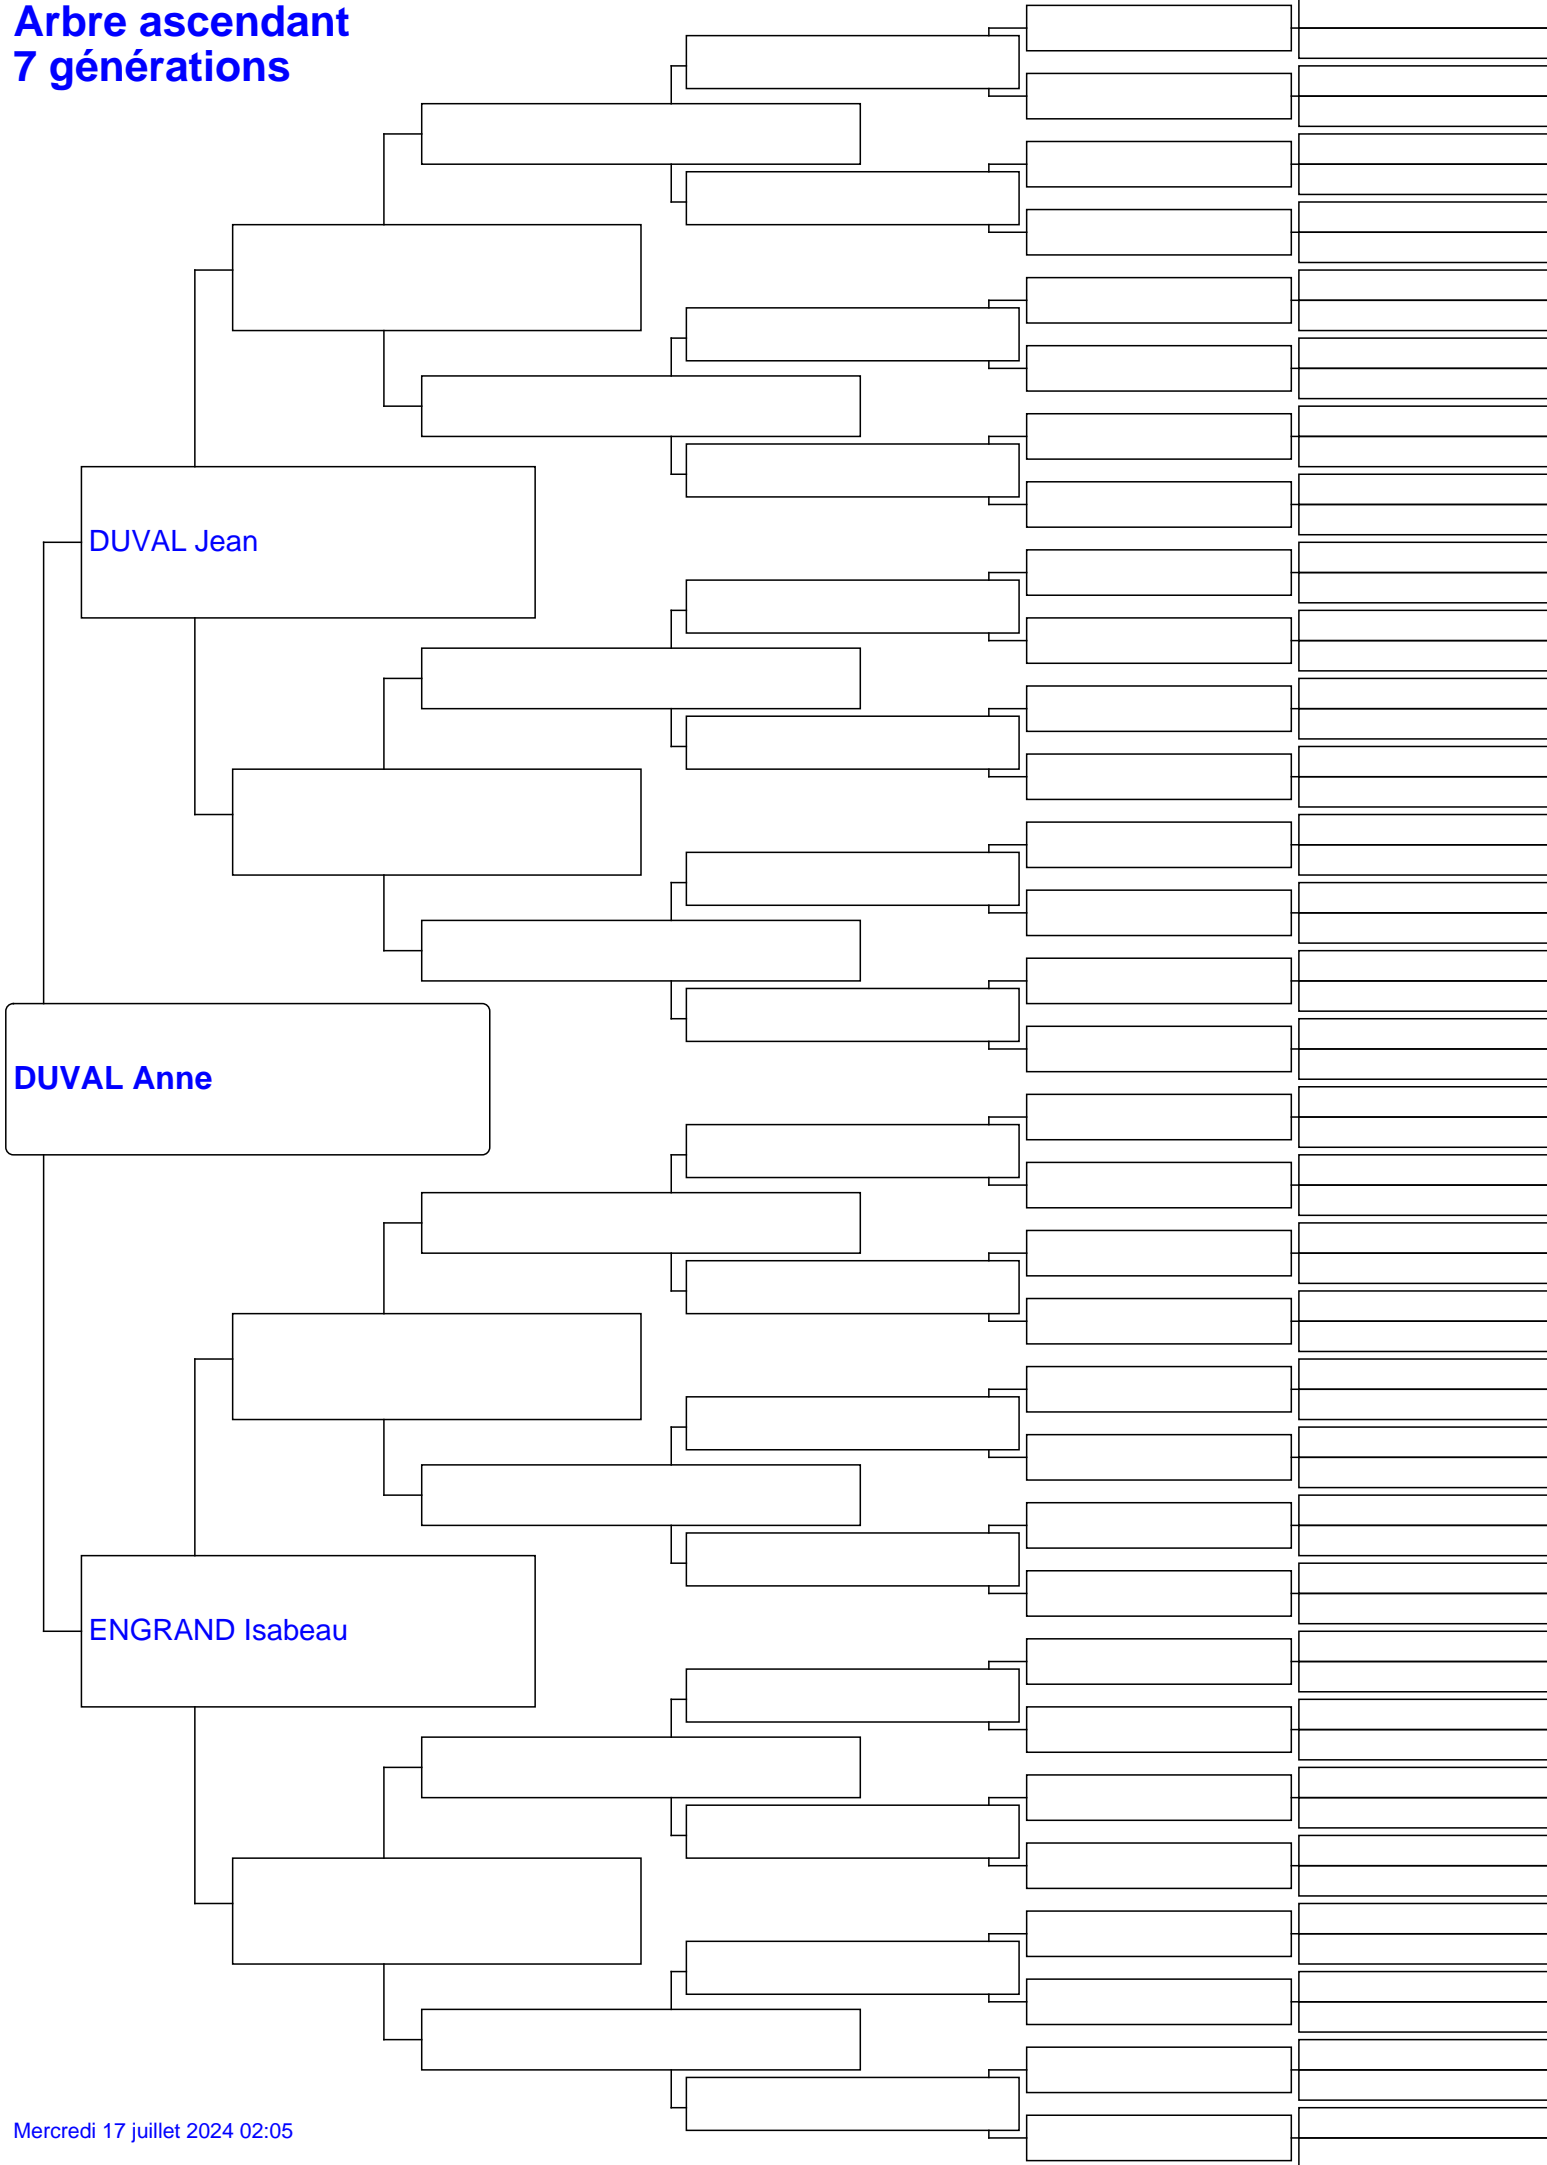 Arbre ascendant
7 générations
DUVAL Jean
DUVAL Anne
ENGRAND Isabeau
Mercredi 17 juillet 2024 02:05